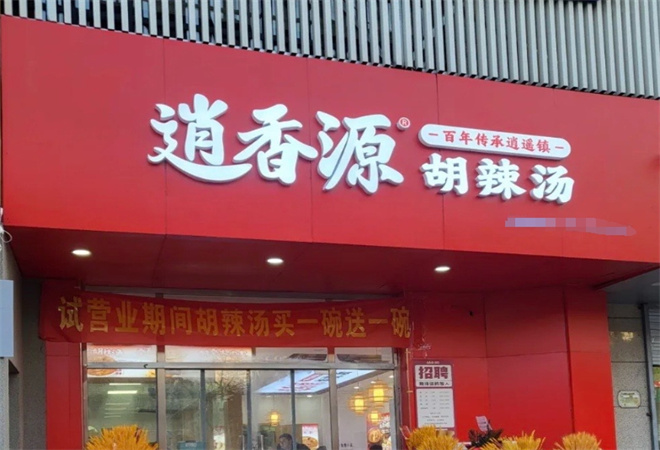 逍香源®
百年传承逍遥镇
胡辣汤
试营业期间胡辣汤买一碗送一碗
招聘